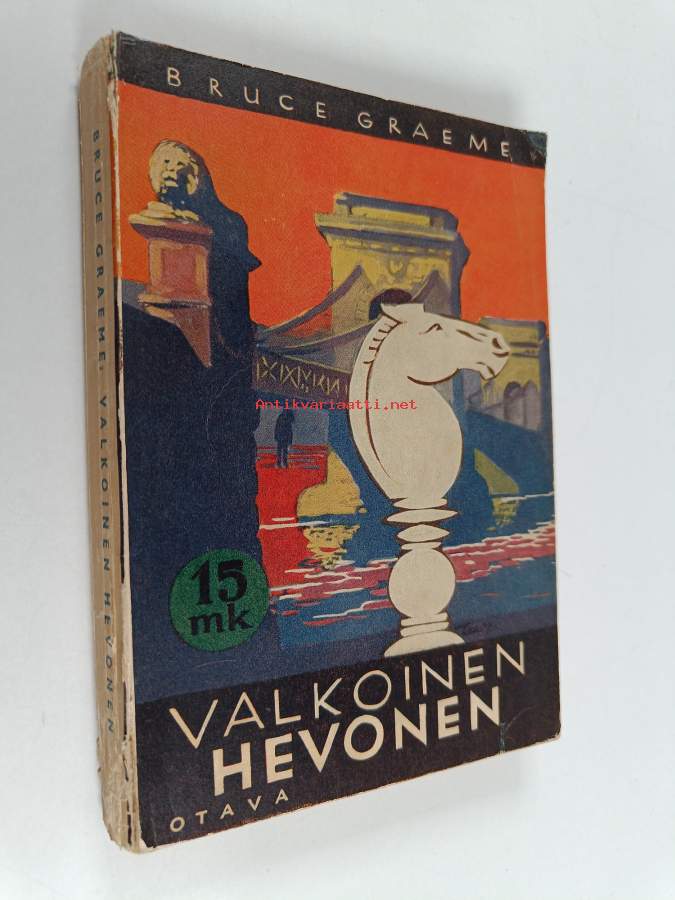 BRUCE GRAEME
BRUCE GRAEME, VALKOINEN HEVONEN
Antikvariaatti.net
15
mk
VALKOINEN
HEVONEN
OTAVA